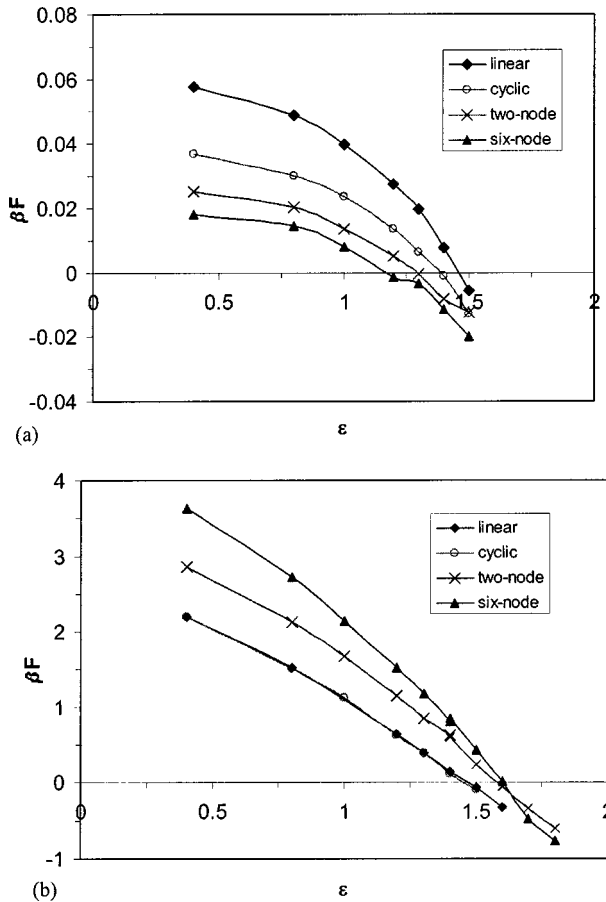 0.08
0.06
0.04
0.02
0
-0.02
-0.04
βF
0 0.5 1 1.5 2
ε
linear
cyclic
two-node
six-node
(a)
4
3
2
1
0
-1
βF
0 0.5 1 1.5 2
ε
linear
cyclic
two-node
six-node
(b)